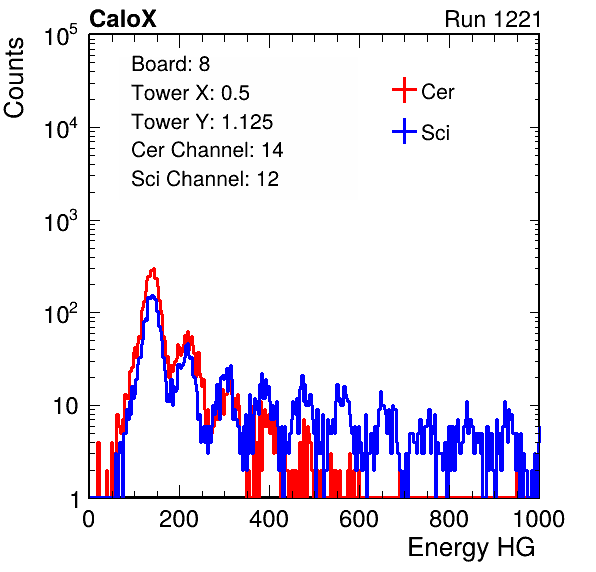 CaloX Run 1221
Counts
10^5
10^4
10^3
10^2
10
1
Board: 8
Tower X: 0.5
Tower Y: 1.125
Cer Channel: 14
Sci Channel: 12
Cer
Sci
0 200 400 600 800 1000
Energy HG